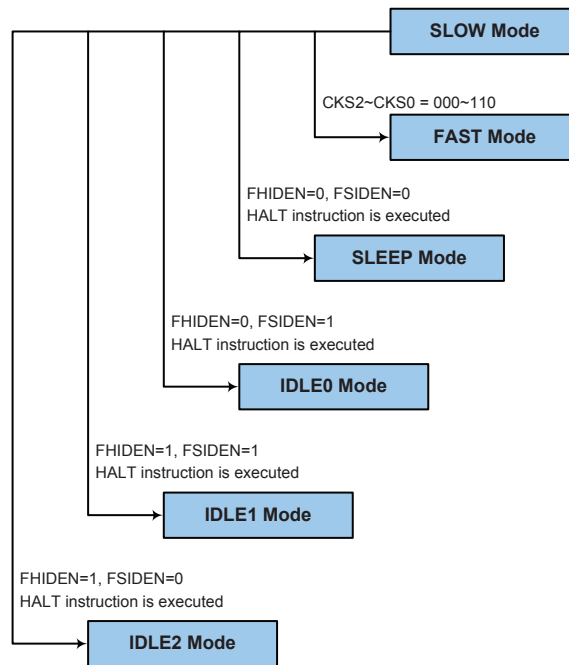 SLOW Mode
CKS2~CKS0 = 000~110
FAST Mode
FHIDEN=0, FSIDEN=0
HALT instruction is executed
SLEEP Mode
FHIDEN=0, FSIDEN=1
HALT instruction is executed
IDLE0 Mode
FHIDEN=1, FSIDEN=1
HALT instruction is executed
IDLE1 Mode
FHIDEN=1, FSIDEN=0
HALT instruction is executed
IDLE2 Mode